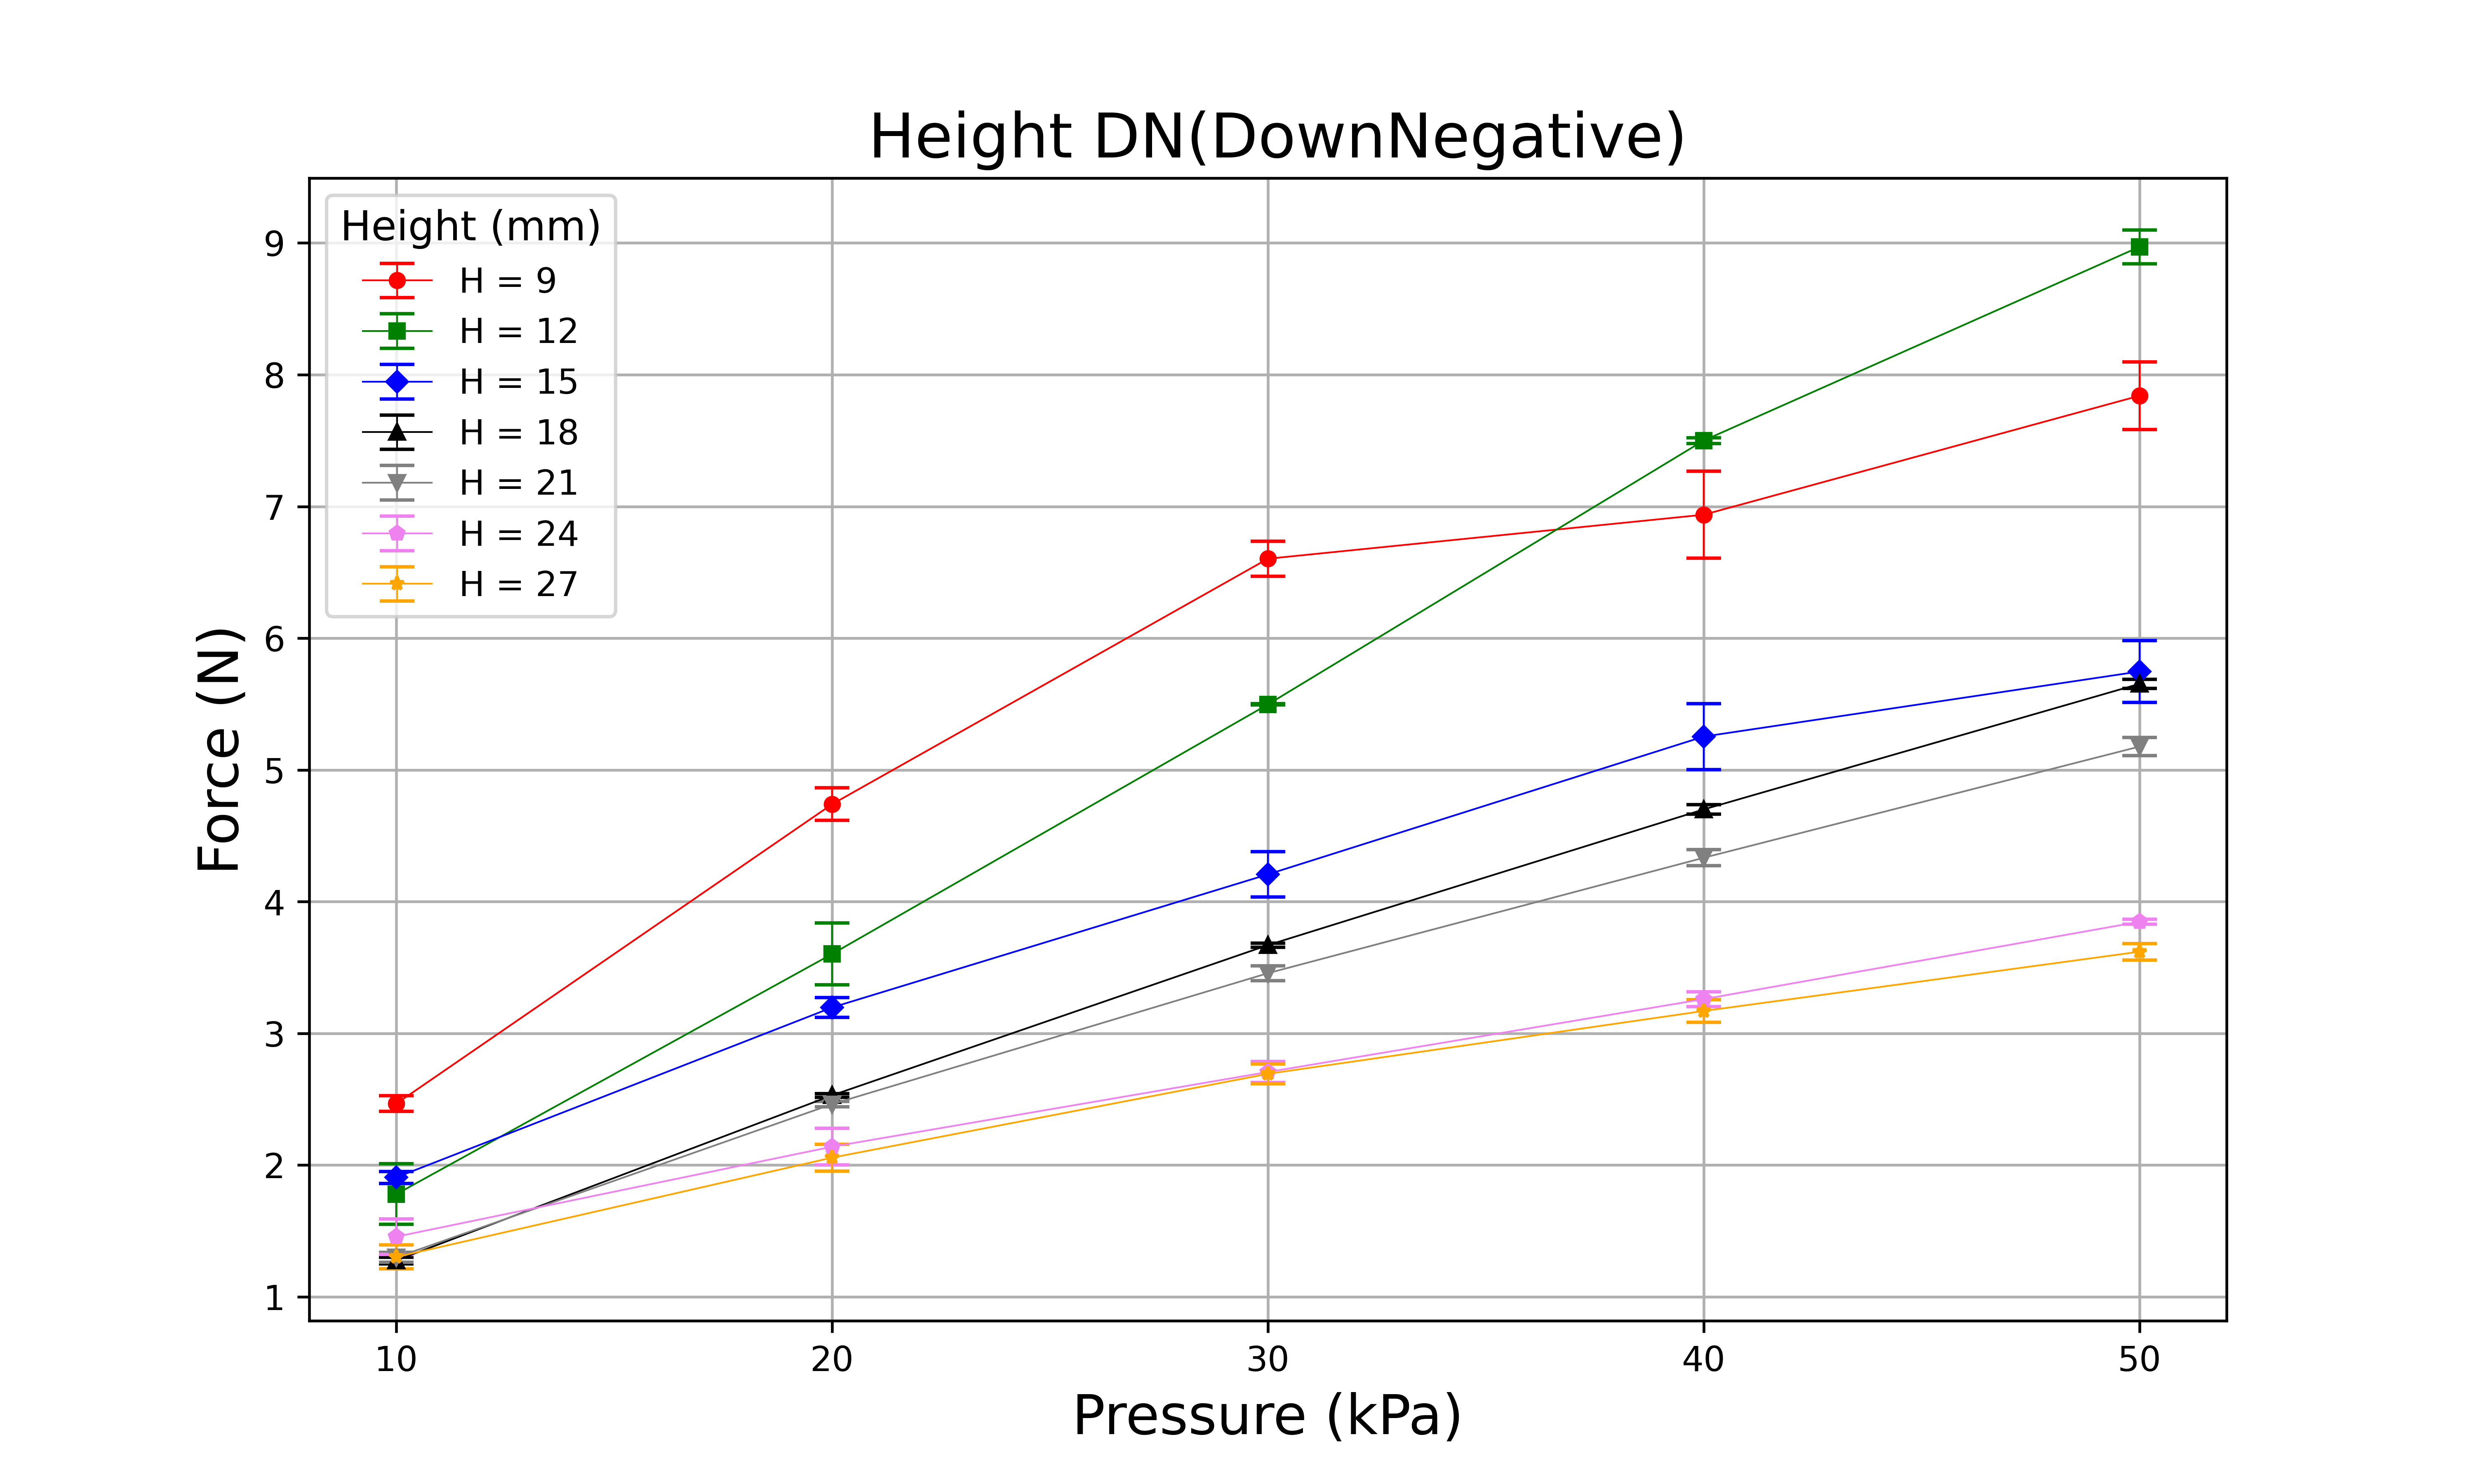 Height DN(DownNegative)
Height (mm)
H = 9
H = 12
H = 15
H = 18
H = 21
H = 24
H = 27
9
8
7
6
5
4
3
2
1
Force (N)
10 20 30 40 50
Pressure (kPa)